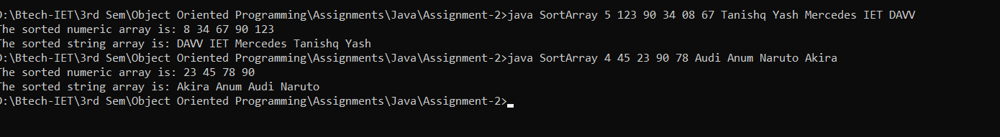 D:\Btech-IET\3rd Sem\Object Oriented Programming\Assignments\Java\Assignment-2>java SortArray 5 123 90 34 08 67 Tanishq Yash Mercedes IET DAVV
The sorted numeric array is: 8 34 67 90 123
The sorted string array is: DAVV IET Mercedes Tanishq Yash
D:\Btech-IET\3rd Sem\Object Oriented Programming\Assignments\Java\Assignment-2>java SortArray 4 45 23 90 78 Audi Anum Naruto Akira
The sorted numeric array is: 23 45 78 90
The sorted string array is: Akira Anum Audi Naruto
D:\Btech-IET\3rd Sem\Object Oriented Programming\Assignments\Java\Assignment-2>